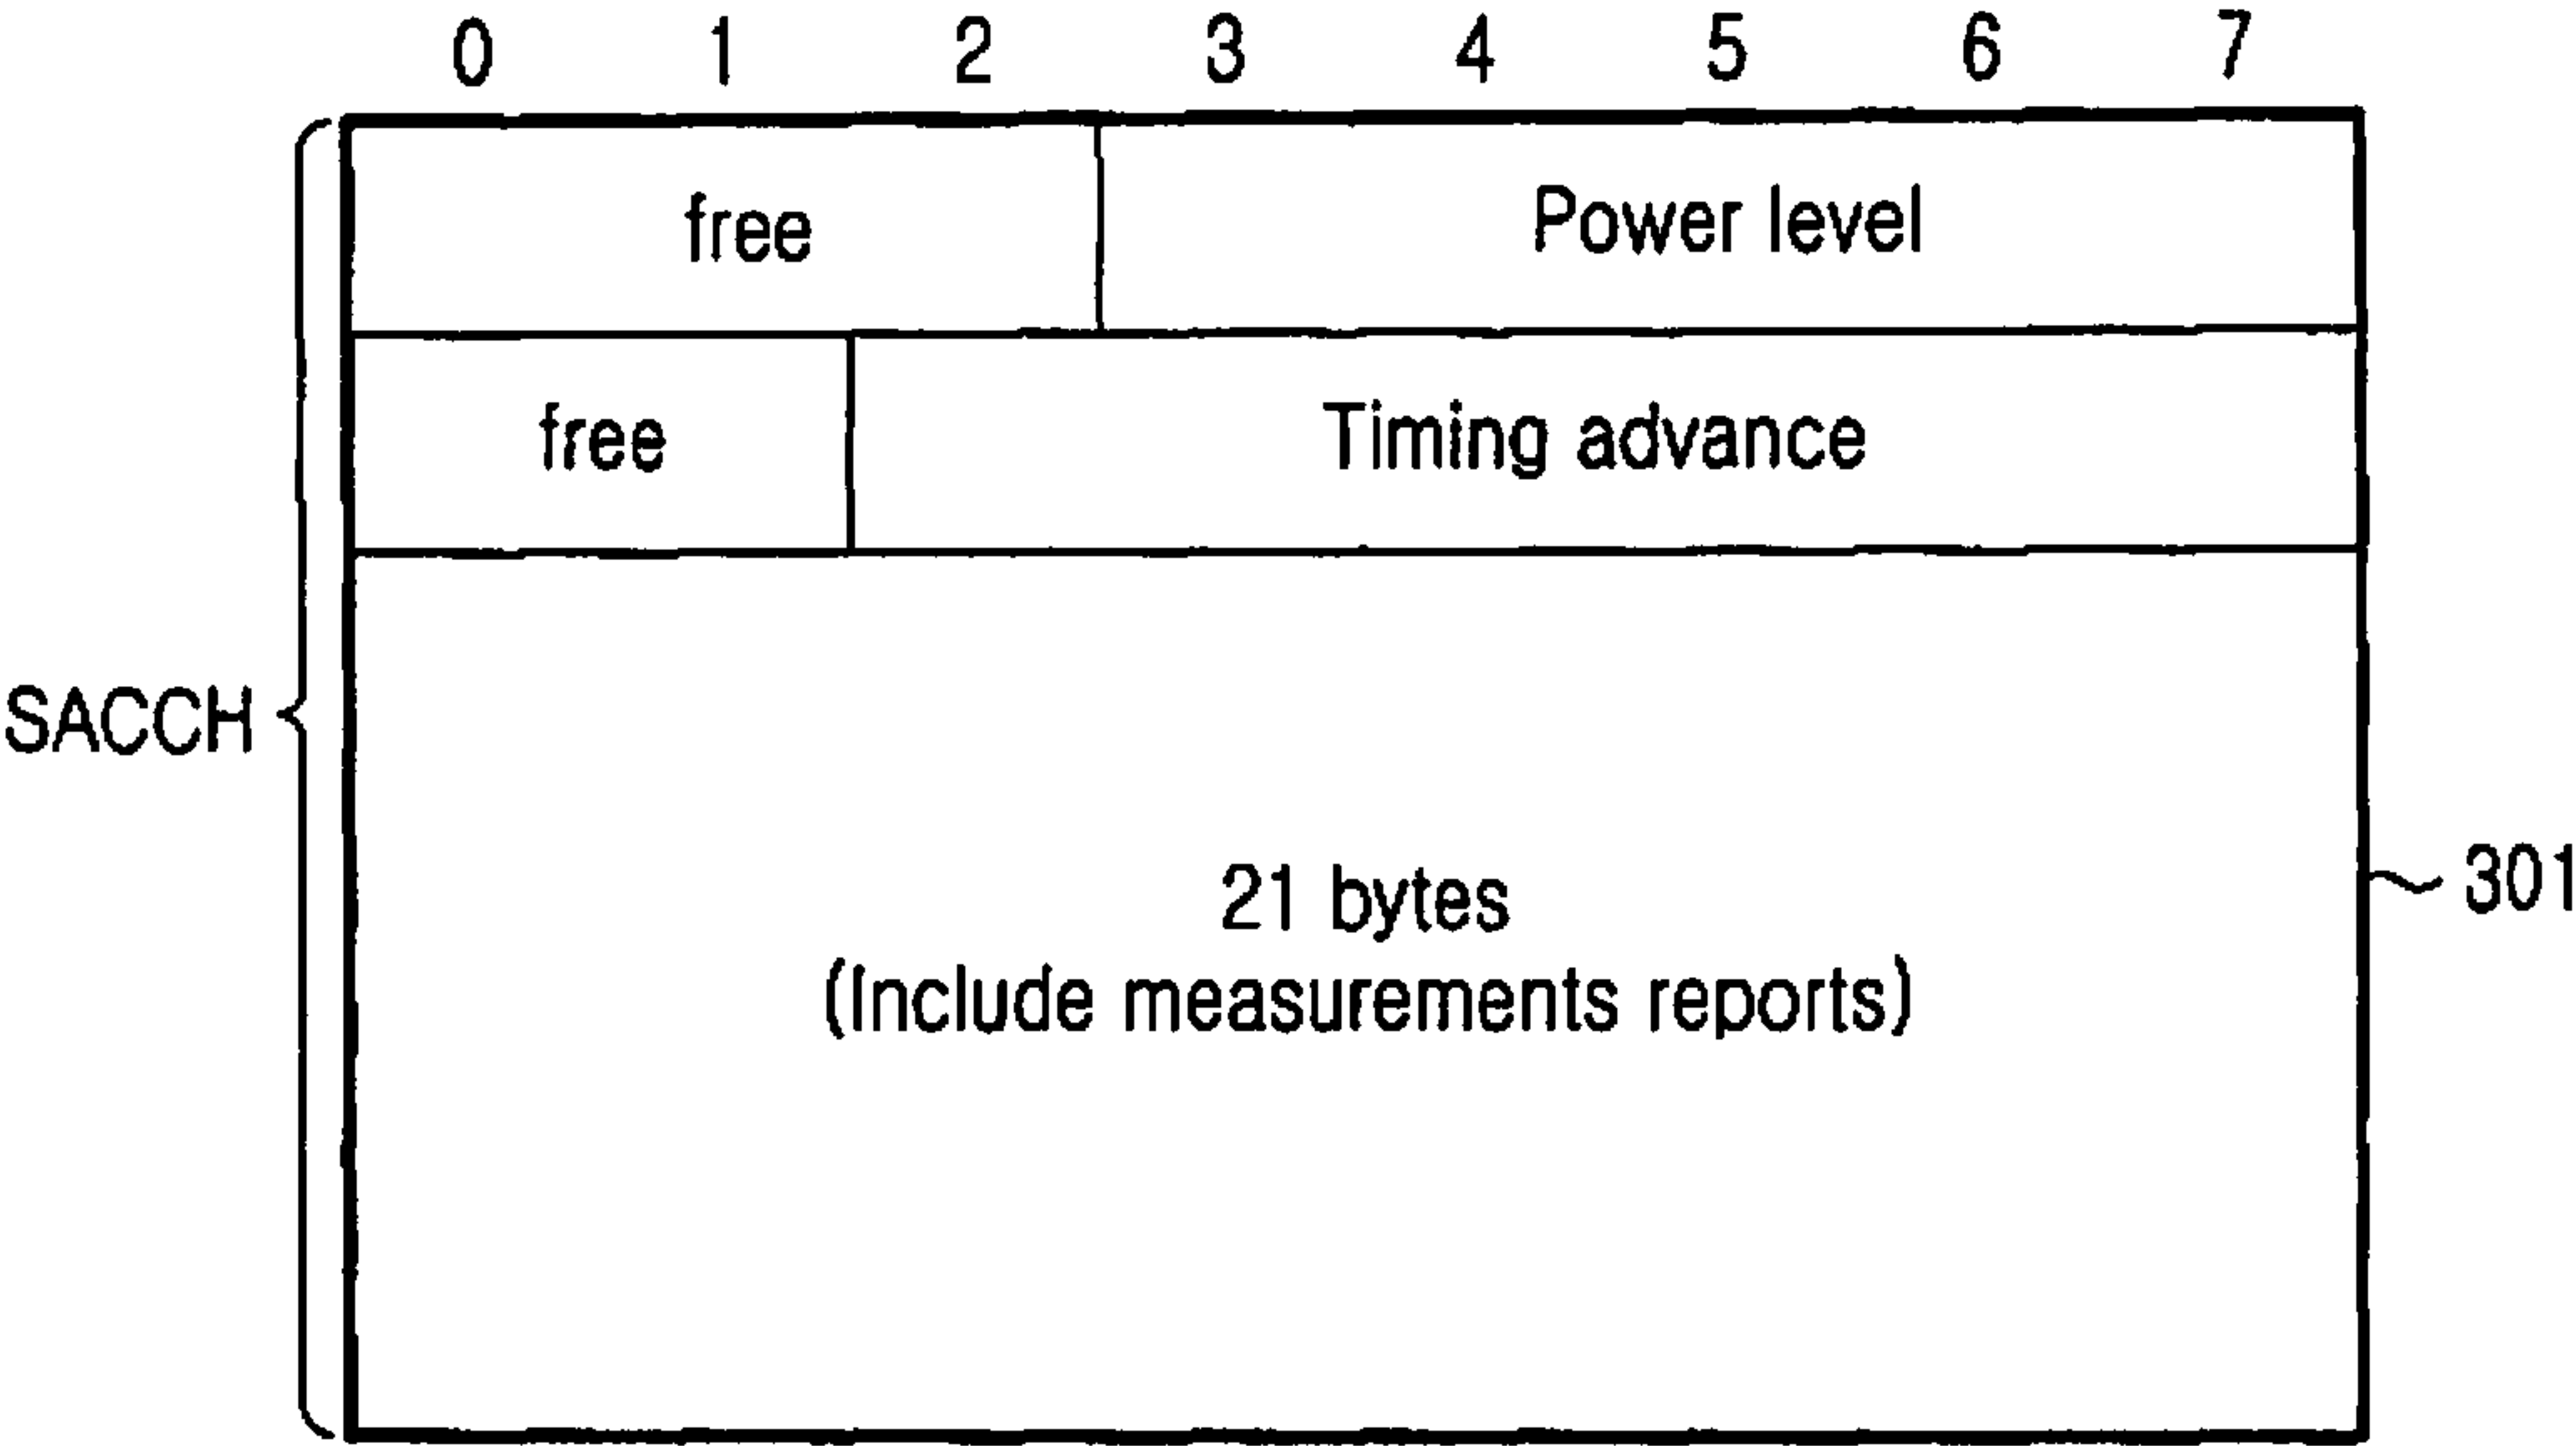 0 1 2 3 4 5 6 7
free Power level
free Timing advance
SACCH
21 bytes
301
(Include measurements reports)